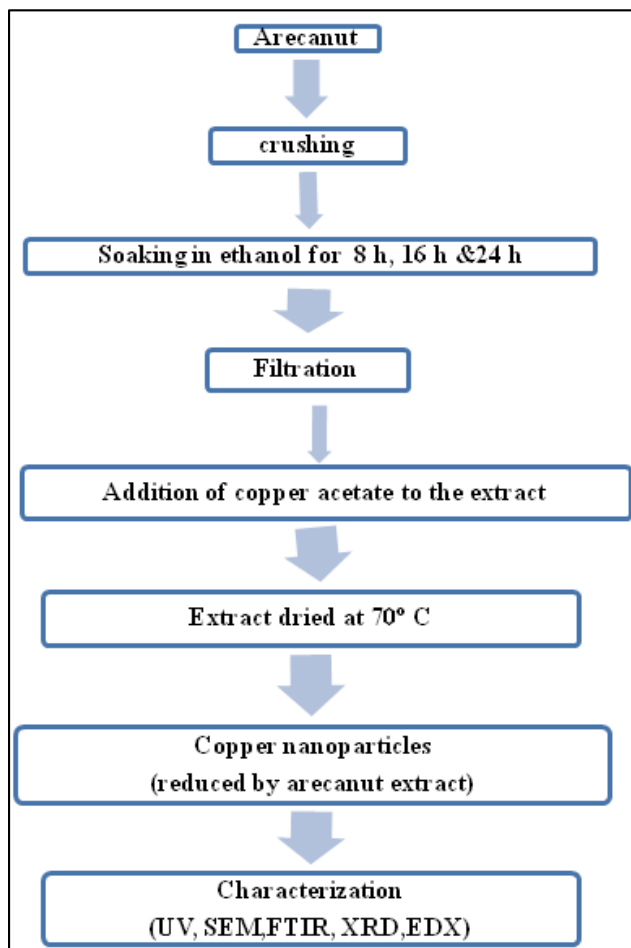 Arecanut
crushing
Soaking in ethanol for 8 h, 16 h &24 h
Filtration
Addition of copper acetate to the extract
Extract dried at 70º C
Copper nanoparticles
(reduced by arecanut extract)
Characterization
(UV, SEM,FTIR, XRD,EDX)